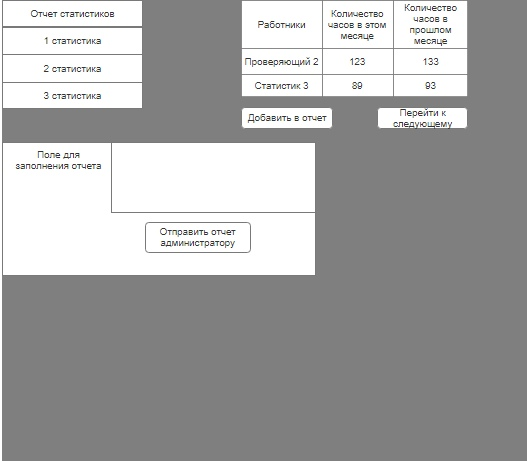 Отчет статистиков
1 статистика
2 статистика
3 статистика
Работники
Количество
часов в этом
месяце
Количество
часов в
прошлом
месяце
Проверяющий 2
123
133
Статистик 3
89
93
Добавить в отчет
Перейти к
следующему
Поле для
заполнения отчета
Отправить отчет
администратору